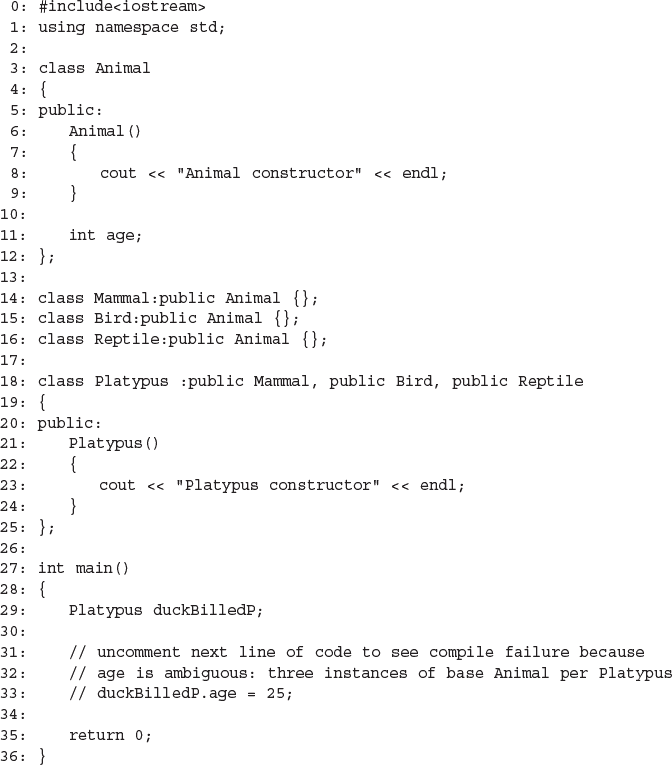 0: #include<iostream>
1: using namespace std;
2:
3: class Animal
4: {
5: public:
6:    Animal()
7:    {
8:       cout << "Animal constructor" << endl;
9:    }
10:
11:    int age;
12: };
13:
14: class Mammal:public Animal {};
15: class Bird:public Animal {};
16: class Reptile:public Animal {};
17:
18: class Platypus :public Mammal, public Bird, public Reptile
19: {
20: public:
21:    Platypus()
22:    {
23:       cout << "Platypus constructor" << endl;
24:    }
25: };
26:
27: int main()
28: {
29:    Platypus duckBilledP;
30:
31:    // uncomment next line of code to see compile failure because
32:    // age is ambiguous: three instances of base Animal per Platypus
33:    // duckBilledP.age = 25;
34:
35:    return 0;
36: }